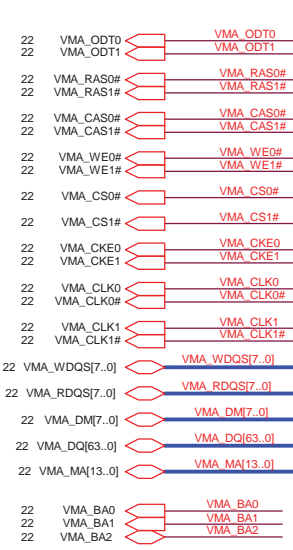 22 VMA_ODT0 VMA_ODT0
22 VMA_ODT1 VMA_ODT1
22 VMA_RAS0# VMA_RAS0#
22 VMA_RAS1# VMA_RAS1#
22 VMA_CAS0# VMA_CAS0#
22 VMA_CAS1# VMA_CAS1#
22 VMA_WE0# VMA_WE0#
22 VMA_WE1# VMA_WE1#
22 VMA_CS0# VMA_CS0#
22 VMA_CS1# VMA_CS1#
22 VMA_CKE0 VMA_CKE0
22 VMA_CKE1 VMA_CKE1
22 VMA_CLK0 VMA_CLK0
22 VMA_CLK0# VMA_CLK0#
22 VMA_CLK1 VMA_CLK1
22 VMA_CLK1# VMA_CLK1#
22 VMA_WDQS[7..0] VMA_WDQS[7..0]
22 VMA_RDQS[7..0] VMA_RDQS[7..0]
22 VMA_DM[7..0] VMA_DM[7..0]
22 VMA_DQ[63..0] VMA_DQ[63..0]
22 VMA_MA[13..0] VMA_MA[13..0]
22 VMA_BA0 VMA_BA0
22 VMA_BA1 VMA_BA1
22 VMA_BA2 VMA_BA2